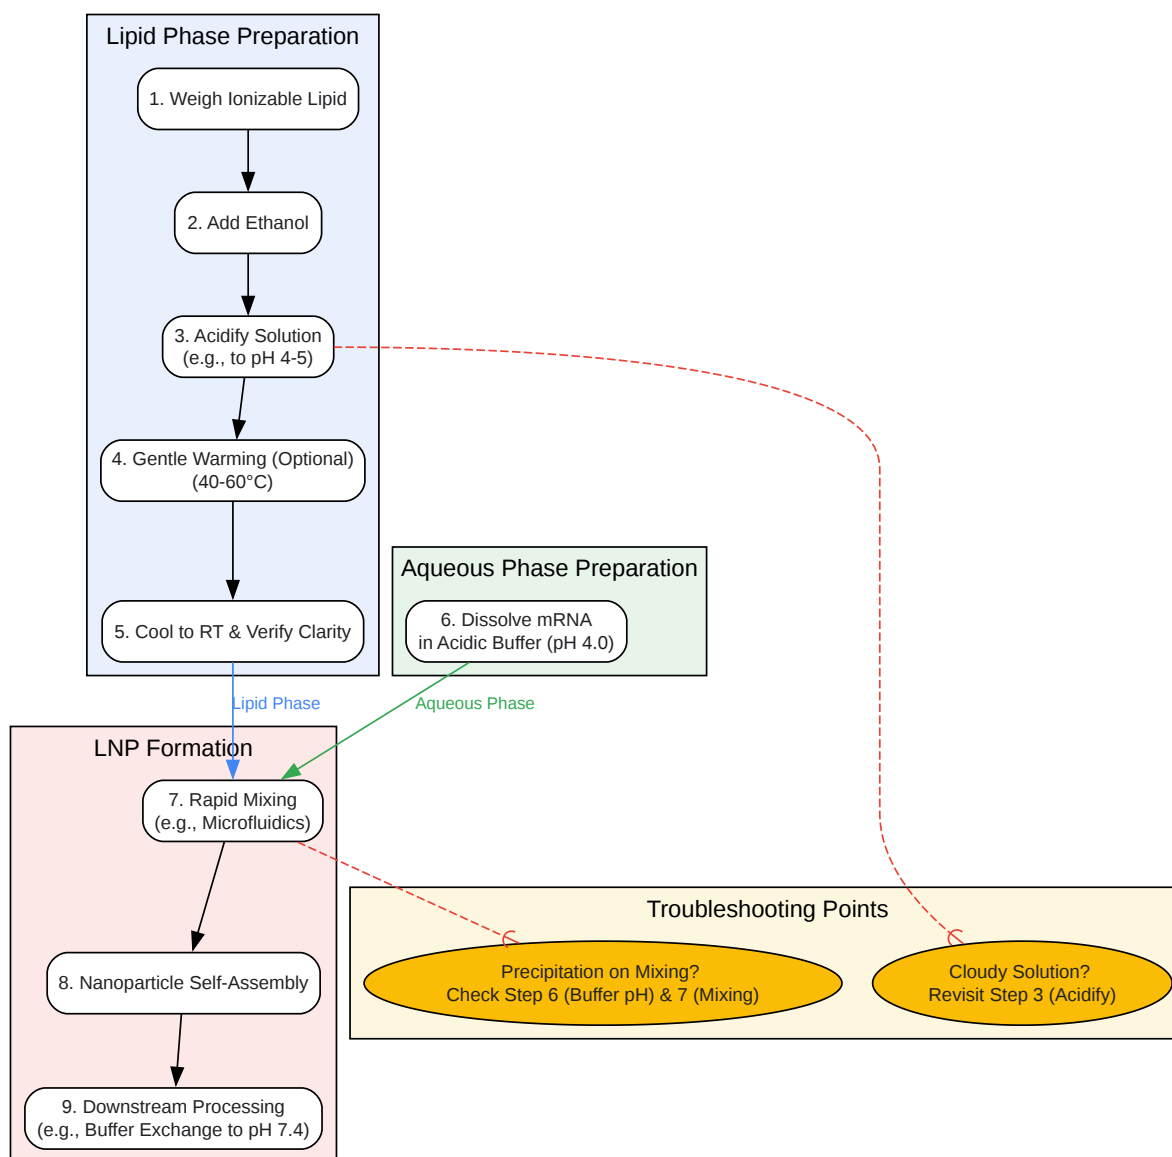 Lipid Phase Preparation
1. Weigh Ionizable Lipid
2. Add Ethanol
3. Acidify Solution
(e.g., to pH 4-5)
4. Gentle Warming (Optional)
(40-60°C)
5. Cool to RT & Verify Clarity
Aqueous Phase Preparation
6. Dissolve mRNA
in Acidic Buffer (pH 4.0)
Lipid Phase
Aqueous Phase
LNP Formation
7. Rapid Mixing
(e.g., Microfluidics)
8. Nanoparticle Self-Assembly
9. Downstream Processing
(e.g., Buffer Exchange to pH 7.4)
Troubleshooting Points
Precipitation on Mixing?
Check Step 6 (Buffer pH) & 7 (Mixing)
Cloudy Solution?
Revisit Step 3 (Acidify)